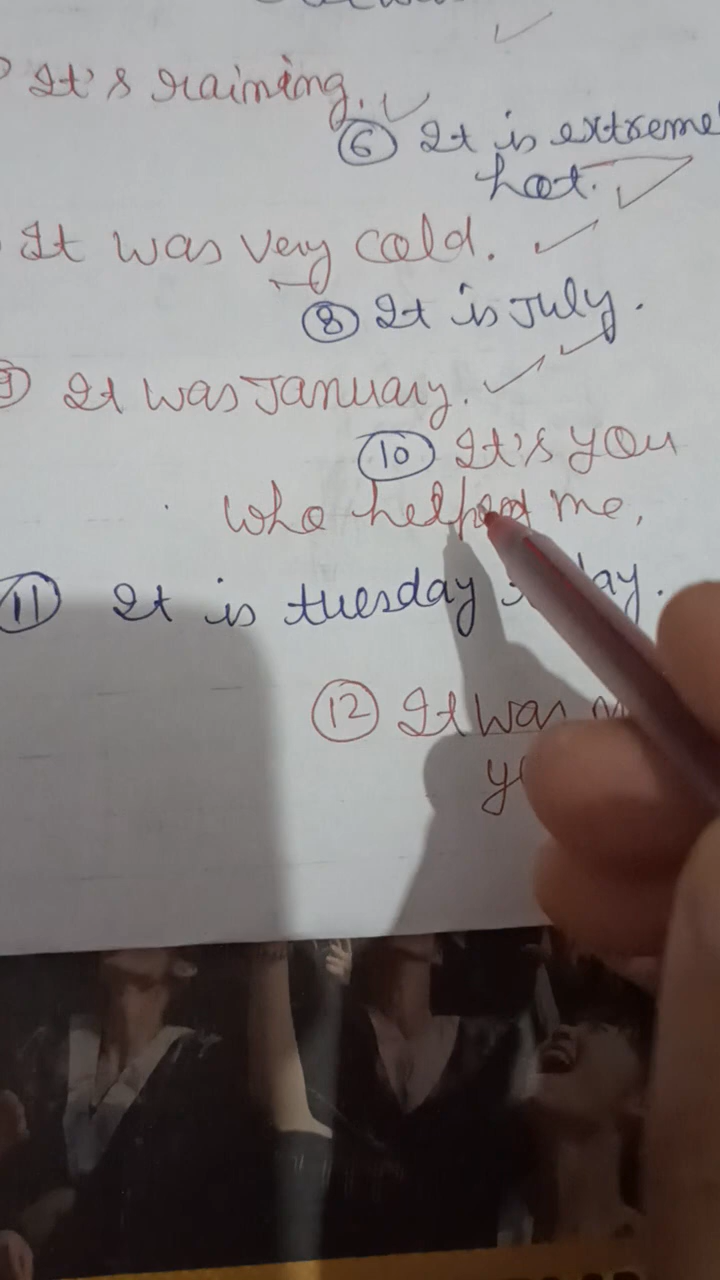 It's raining.
⑥ It is extreme
hot.
It was very cold.
⑧ It is July.
It was January.
⑩ It's you
who helped me,
⑪ It is tuesday
⑫ It was